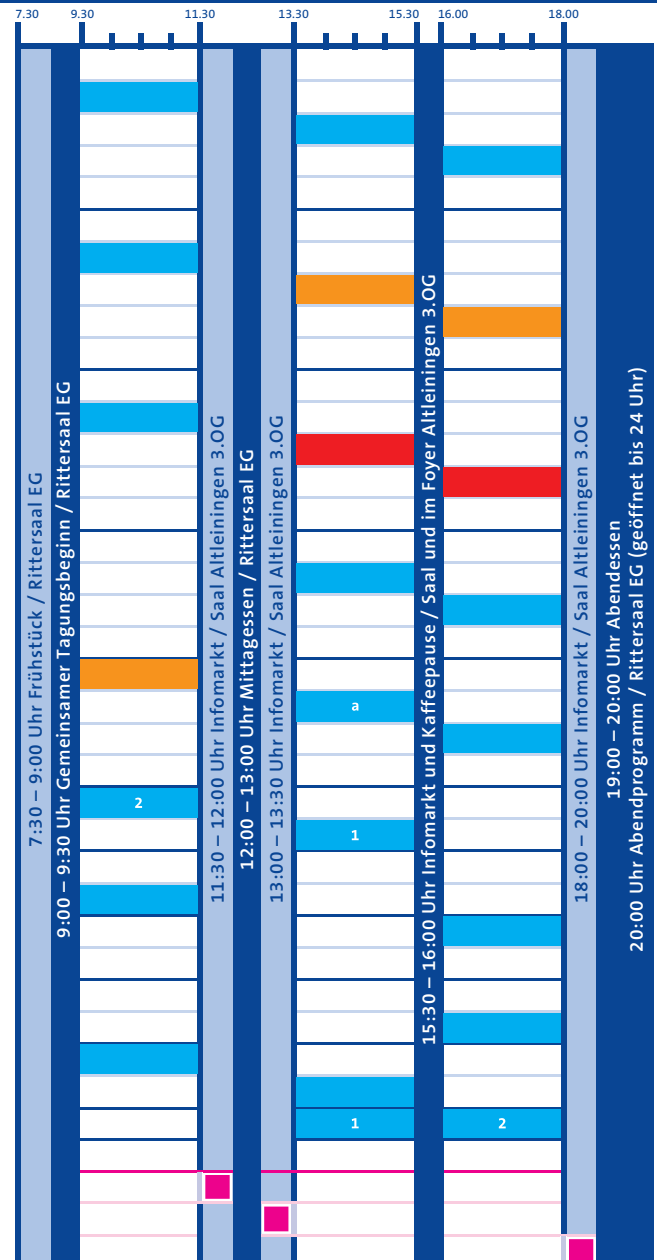 7.30 9.30 11.30 13.30 15.30 16.00 18.00
7:30 – 9:00 Uhr Frühstück / Rittersaal EG
9:00 – 9:30 Uhr Gemeinsamer Tagungsbeginn / Rittersaal EG
11:30 – 12:00 Uhr Infomarkt / Saal Altleiningen 3.OG
12:00 – 13:00 Uhr Mittagessen / Rittersaal EG
13:00 – 13:30 Uhr Infomarkt / Saal Altleiningen 3.OG
15:30 – 16:00 Uhr Infomarkt und Kaffeepause / Saal und im Foyer Altleiningen 3.OG
18:00 – 20:00 Uhr Infomarkt / Saal Altleiningen 3.OG
19:00 – 20:00 Uhr Abendessen
20:00 Uhr Abendprogramm / Rittersaal EG (geöffnet bis 24 Uhr)
a
2
1
1
2